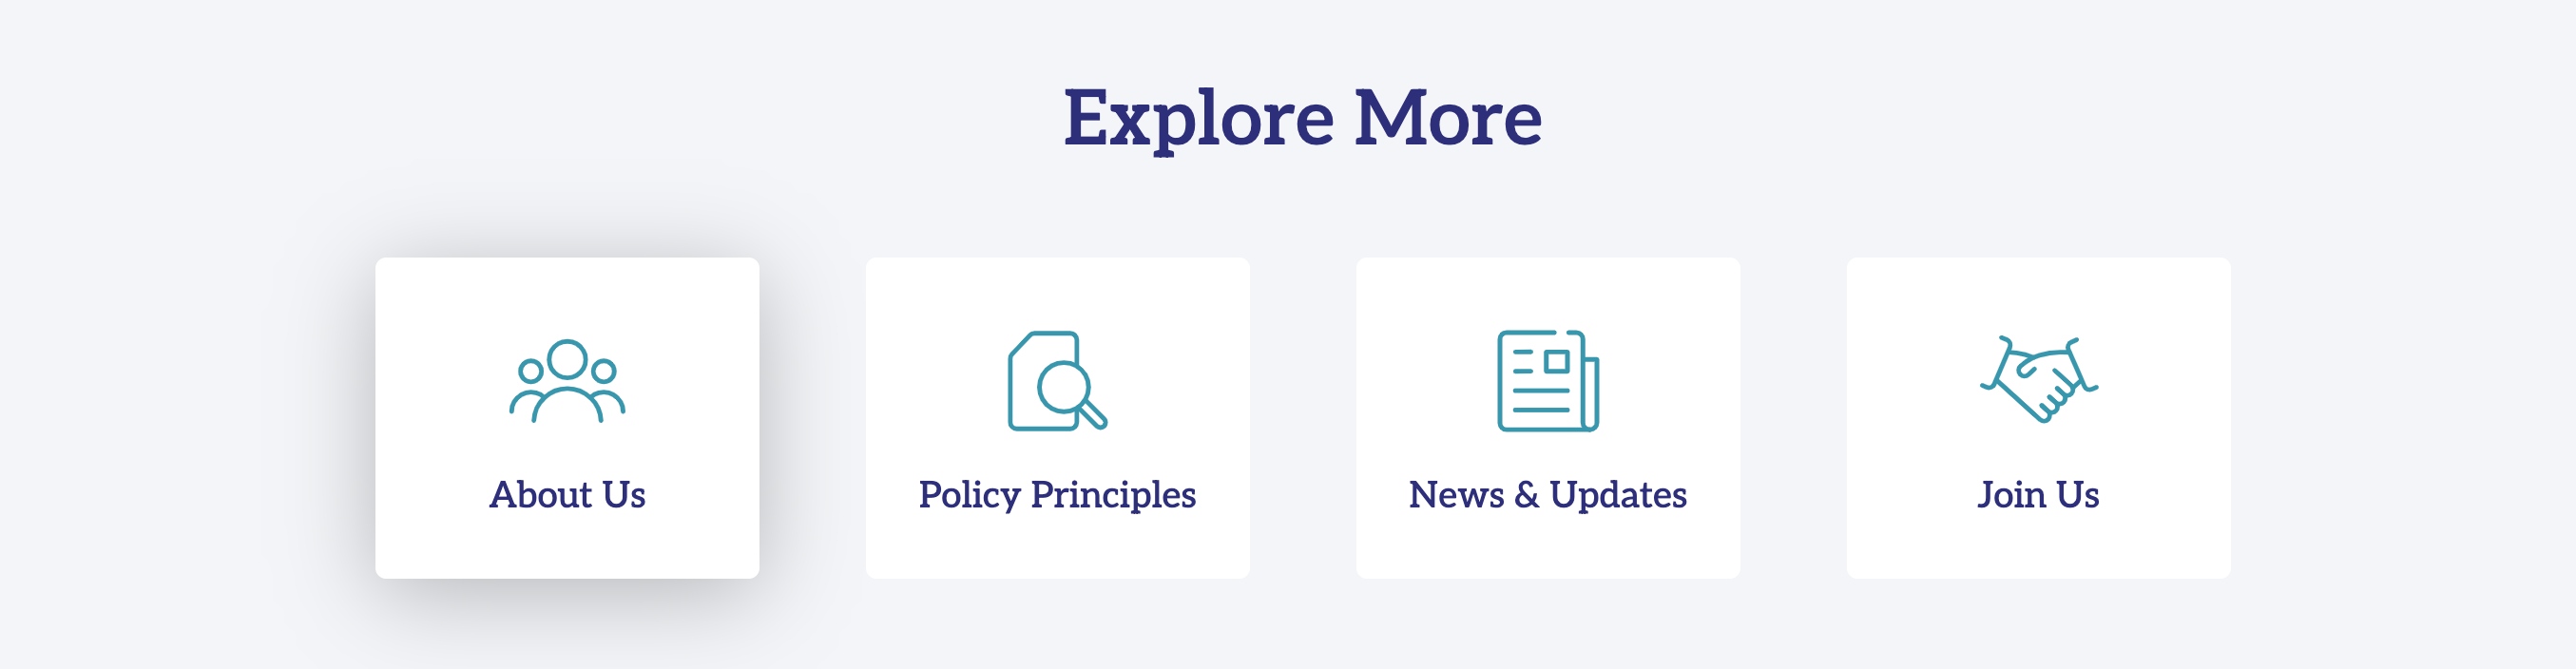 Explore More
About Us
Policy Principles
News & Updates
Join Us